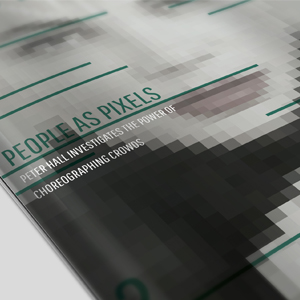 PEOPLE AS PIXELS
PETER HALL INVESTIGATES THE POWER OF
CHOREOGRAPHING CROWDS